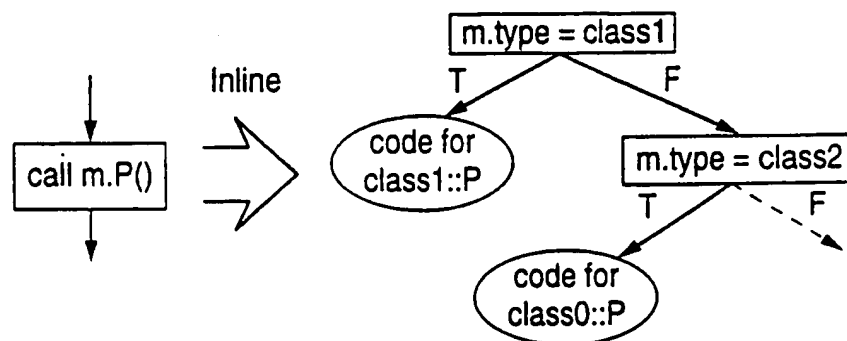 m.type = class1
Inline
T
F
call m.P()
code for
class1::P
m.type = class2
T
F
code for
class0::P